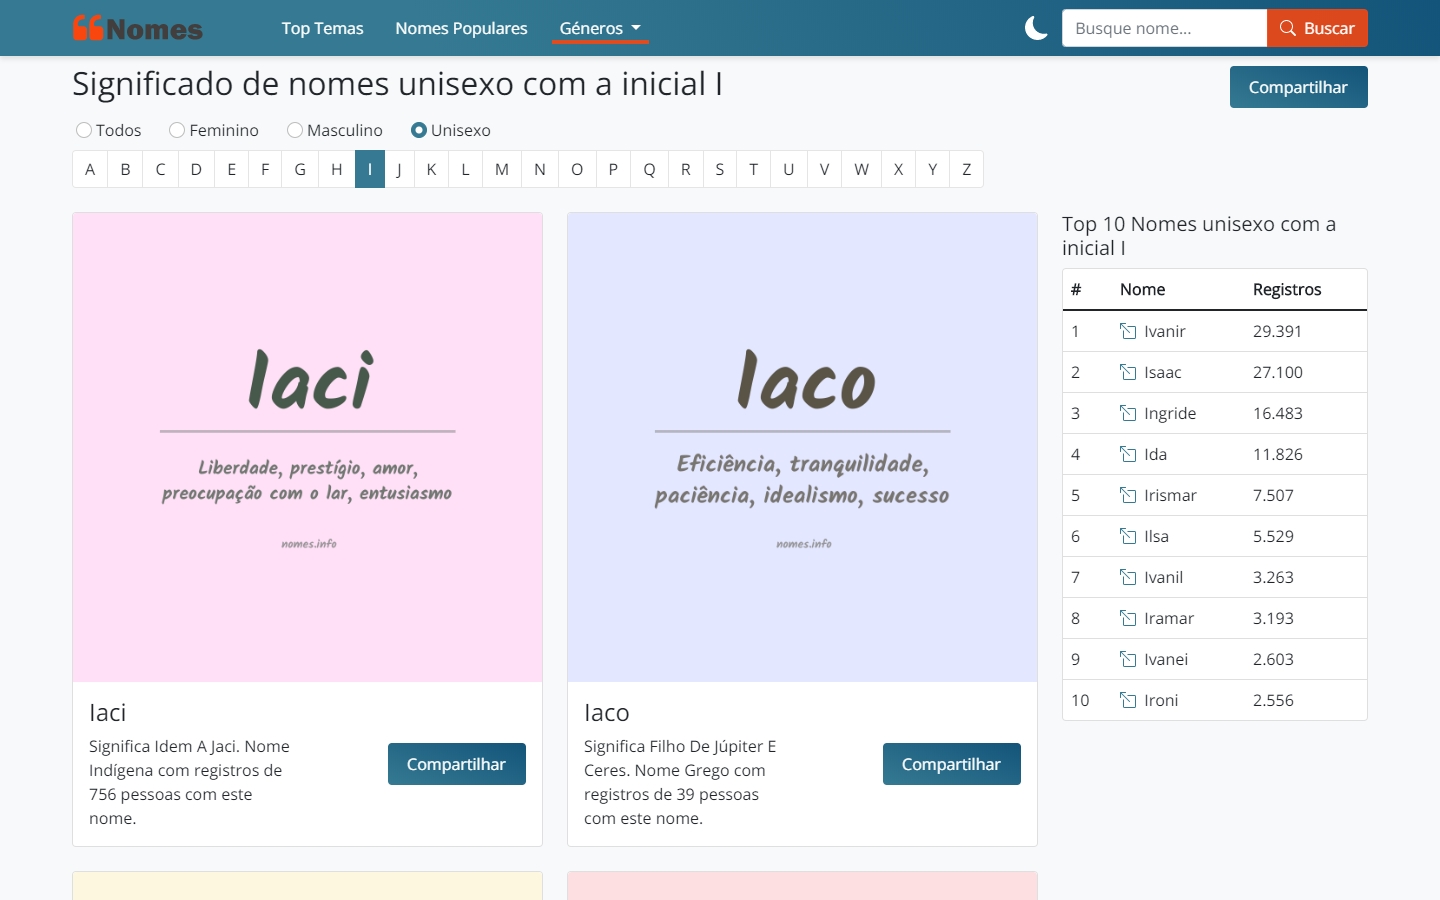 Nomes
Top Temas
Nomes Populares
Géneros
Busque nome...
Buscar
Significado de nomes unisexo com a inicial I
Compartilhar
Todos
Feminino
Masculino
Unisexo
A B C D E F G H I J K L M N O P Q R S T U V W X Y Z
Iaci
Liberdade, prestígio, amor,
preocupação com o lar, entusiasmo
nomes.info
Iaci
Significa Idem A Jaci. Nome
Indígena com registros de
756 pessoas com este
nome.
Compartilhar
Iaco
Eficiência, tranquilidade,
paciência, idealismo, sucesso
nomes.info
Iaco
Significa Filho De Júpiter E
Ceres. Nome Grego com
registros de 39 pessoas
com este nome.
Compartilhar
Top 10 Nomes unisexo com a
inicial I
# Nome Registros
1 Ivanir 29.391
2 Isaac 27.100
3 Ingride 16.483
4 Ida 11.826
5 Irismar 7.507
6 Ilsa 5.529
7 Ivanil 3.263
8 Iramar 3.193
9 Ivanei 2.603
10 Ironi 2.556